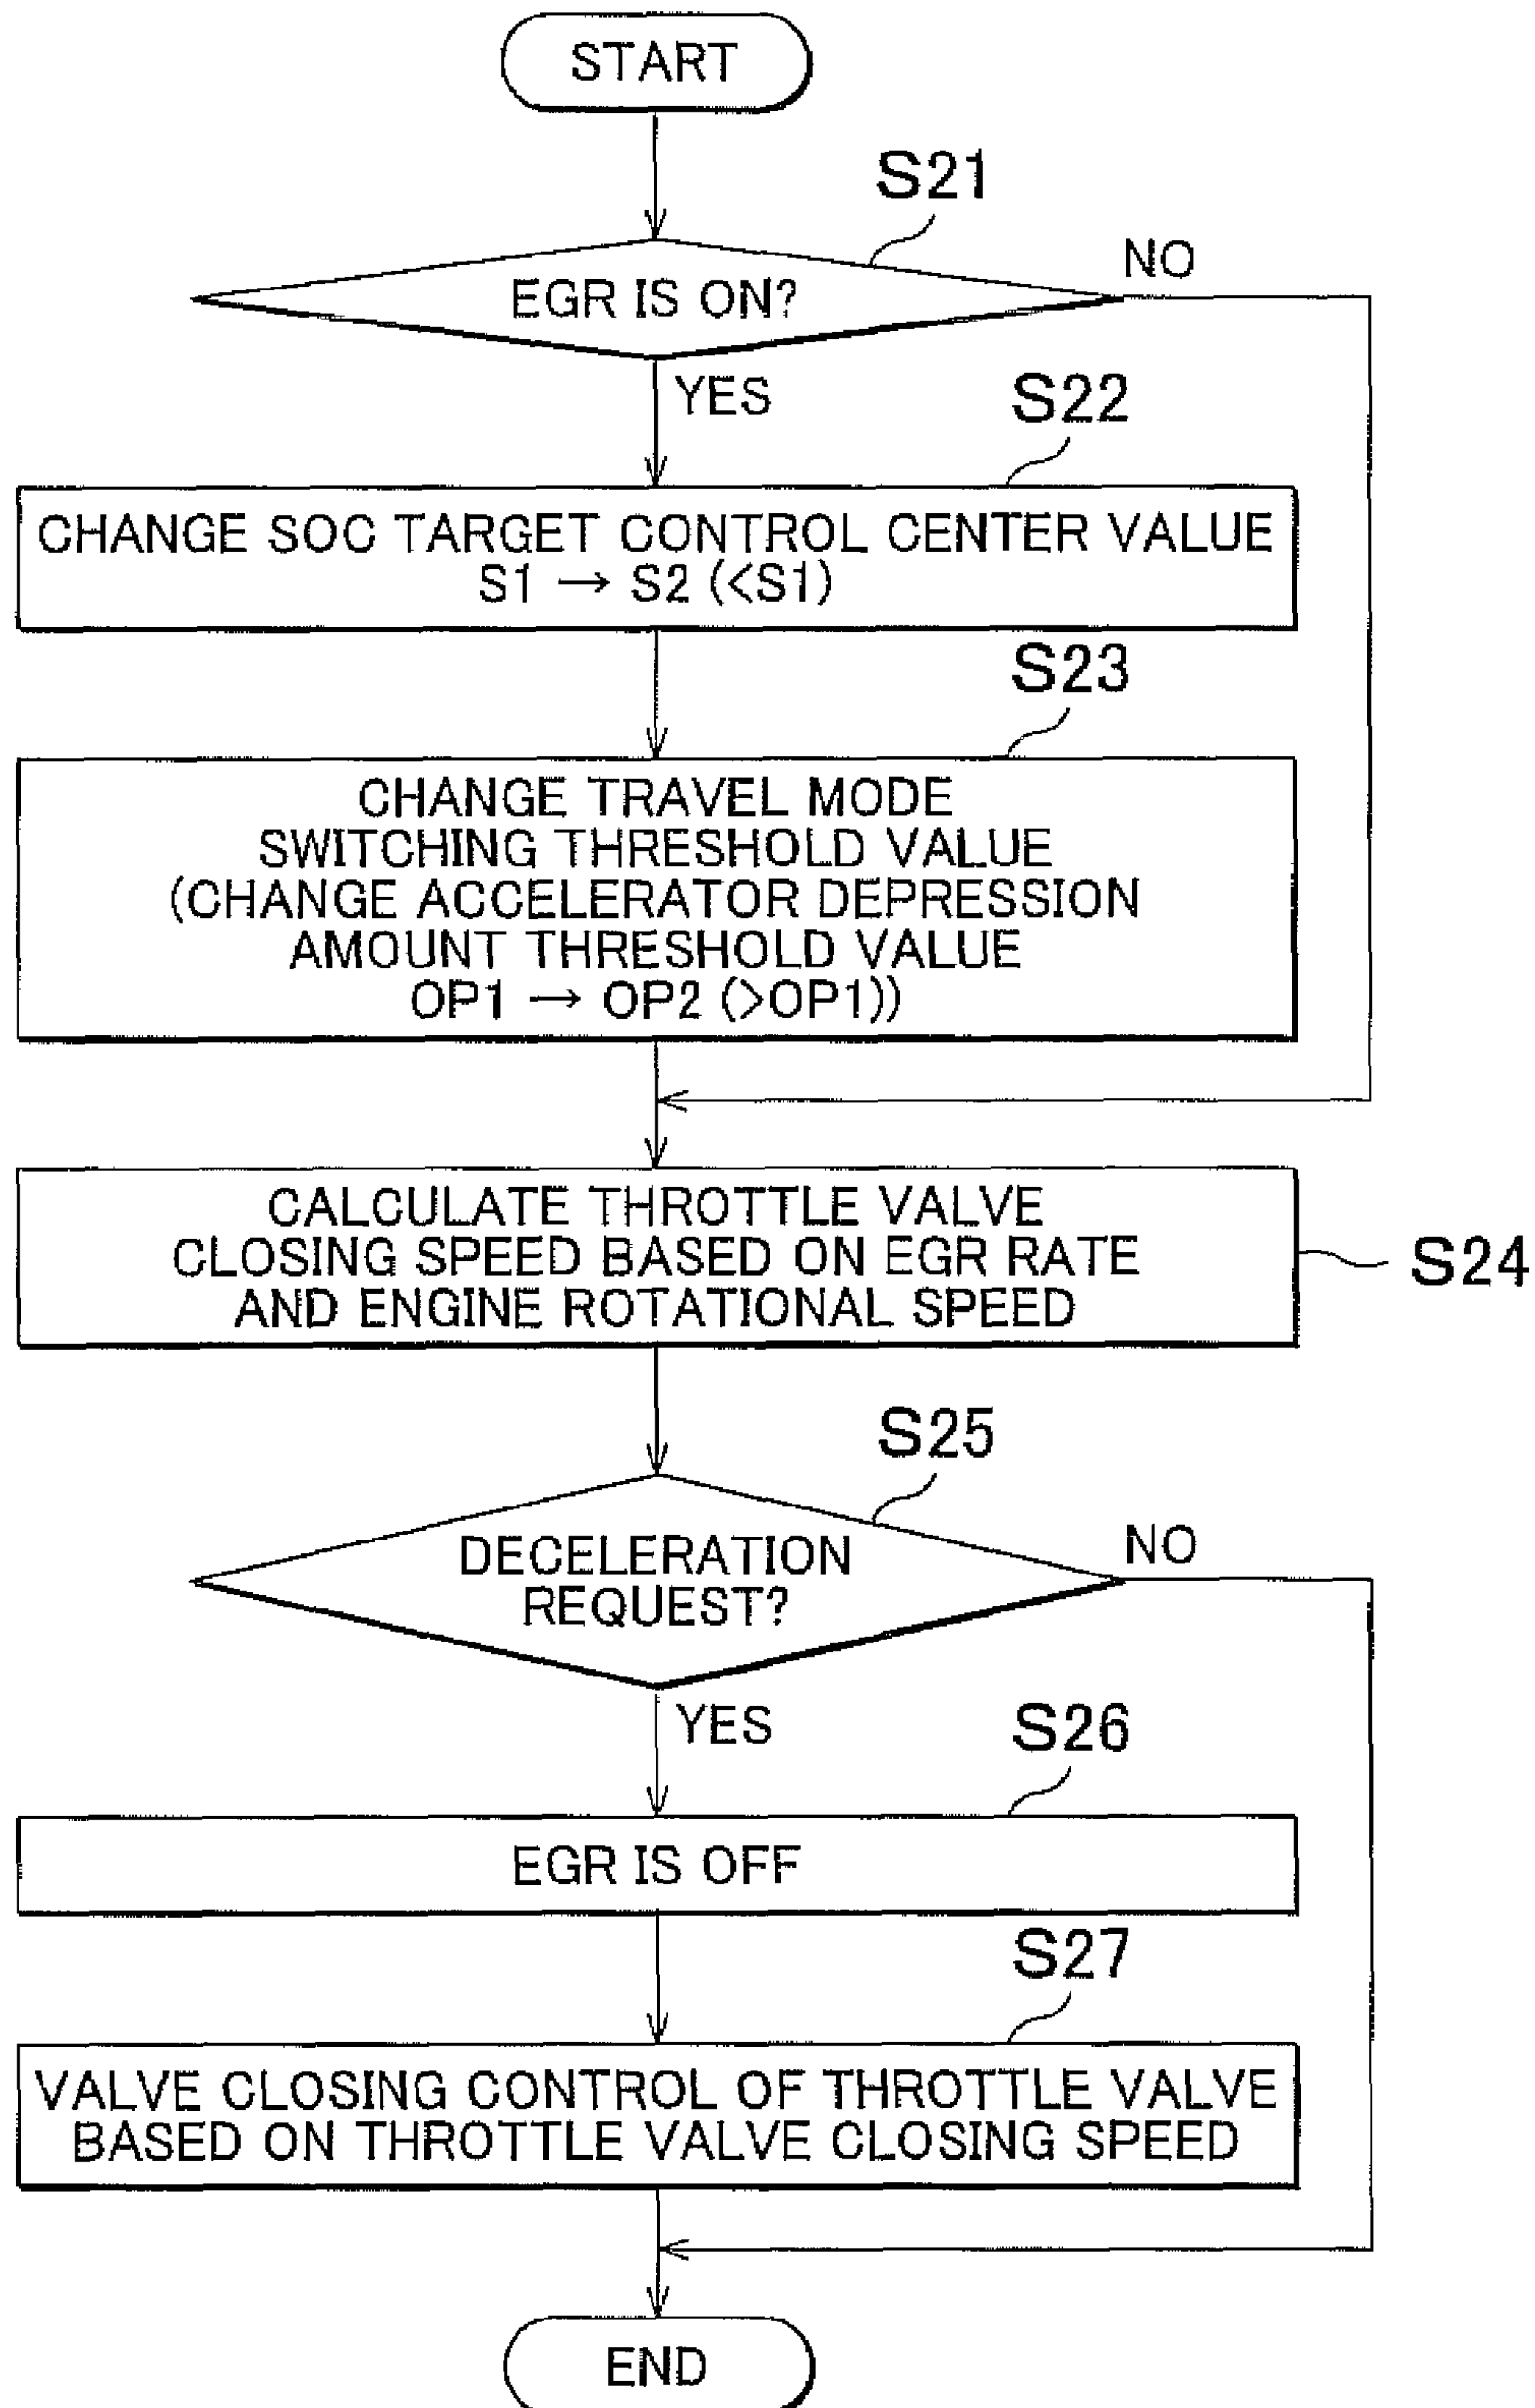 START
S21
EGR IS ON?
NO
YES
S22
CHANGE SOC TARGET CONTROL CENTER VALUE
S1 → S2 (<S1)
S23
CHANGE TRAVEL MODE
SWITCHING THRESHOLD VALUE
(CHANGE ACCELERATOR DEPRESSION
AMOUNT THRESHOLD VALUE
OP1 → OP2 (>OP1))
CALCULATE THROTTLE VALVE
CLOSING SPEED BASED ON EGR RATE
AND ENGINE ROTATIONAL SPEED
S24
S25
DECELERATION
REQUEST?
NO
YES
S26
EGR IS OFF
S27
VALVE CLOSING CONTROL OF THROTTLE VALVE
BASED ON THROTTLE VALVE CLOSING SPEED
END